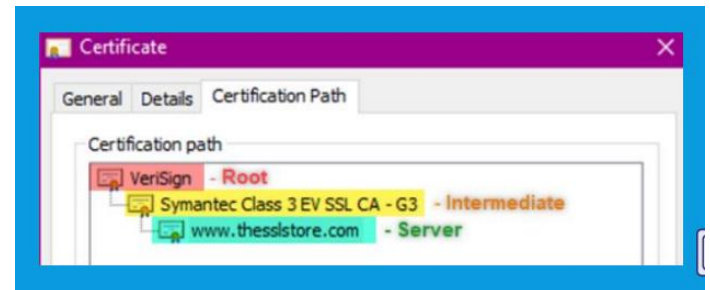 Certificate
General Details Certification Path
Certification path
VeriSign - Root
Symantec Class 3 EV SSL CA - G3 - Intermediate
www.thesslstore.com - Server